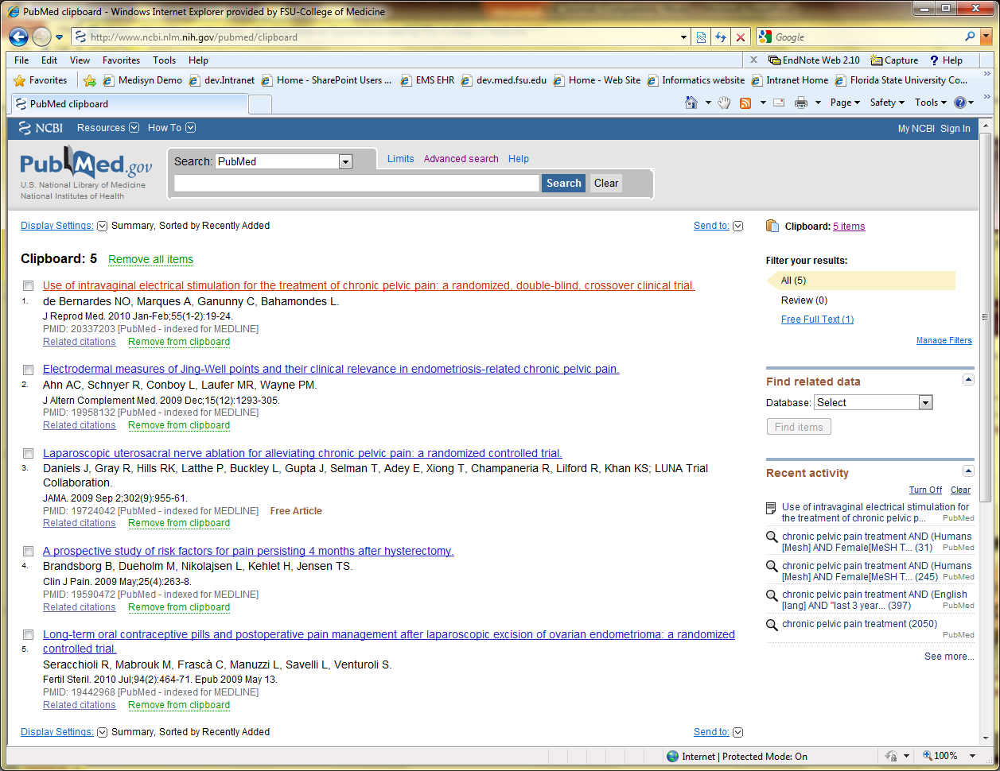 PubMed clipboard - Windows Internet Explorer provided by FSU-College of Medicine
http://www.ncbi.nlm.nih.gov/pubmed/clipboard
Google
File Edit View Favorites Tools Help
EndNote Web 2.10 Capture Help
Favorites Medisyn Demo dev.Intranet Home - SharePoint Users ... EMS EHR dev.med.fsu.edu Home - Web Site Informatics website Intranet Home Florida State University Co...
PubMed clipboard
Page Safety Tools
NCBI Resources How To My NCBI Sign In
PubMed.gov
U.S. National Library of Medicine
National Institutes of Health
Search: PubMed
Limits Advanced search Help
Search Clear
Display Settings: Summary, Sorted by Recently Added Send to:
Clipboard: 5 Remove all items
Use of intravaginal electrical stimulation for the treatment of chronic pelvic pain: a randomized, double-blind, crossover clinical trial.
1. de Bernardes NO, Marques A, Ganunny C, Bahamondes L.
J Reprod Med. 2010 Jan-Feb;55(1-2):19-24.
PMID: 20337203 [PubMed - indexed for MEDLINE]
Related citations Remove from clipboard
Electrodermal measures of Jing-Well points and their clinical relevance in endometriosis-related chronic pelvic pain.
2. Ahn AC, Schnyer R, Conboy L, Laufer MR, Wayne PM.
J Altern Complement Med. 2009 Dec;15(12):1293-305.
PMID: 19958132 [PubMed - indexed for MEDLINE]
Related citations Remove from clipboard
Laparoscopic uterosacral nerve ablation for alleviating chronic pelvic pain: a randomized controlled trial.
3. Daniels J, Gray R, Hills RK, Latthe P, Buckley L, Gupta J, Selman T, Adey E, Xiong T, Champaneria R, Lilford R, Khan KS; LUNA Trial
Collaboration.
JAMA. 2009 Sep 2;302(9):955-61.
PMID: 19724042 [PubMed - indexed for MEDLINE] Free Article
Related citations Remove from clipboard
A prospective study of risk factors for pain persisting 4 months after hysterectomy.
4. Brandsborg B, Dueholm M, Nikolajsen L, Kehlet H, Jensen TS.
Clin J Pain. 2009 May;25(4):263-8.
PMID: 19590472 [PubMed - indexed for MEDLINE]
Related citations Remove from clipboard
Long-term oral contraceptive pills and postoperative pain management after laparoscopic excision of ovarian endometrioma: a randomized
5. controlled trial.
Seracchioli R, Mabrouk M, Frascà C, Manuzzi L, Savelli L, Venturoli S.
Fertil Steril. 2010 Jul;94(2):464-71. Epub 2009 May 13.
PMID: 19442968 [PubMed - indexed for MEDLINE]
Related citations Remove from clipboard
Display Settings: Summary, Sorted by Recently Added Send to:
Clipboard: 5 items
Filter your results:
All (5)
Review (0)
Free Full Text (1)
Manage Filters
Find related data
Database: Select
Find items
Recent activity
Turn Off Clear
Use of intravaginal electrical stimulation for
the treatment of chronic pelvic p... PubMed
chronic pelvic pain treatment AND (Humans
[Mesh] AND Female[MeSH T... (31) PubMed
chronic pelvic pain treatment AND (Humans
[Mesh] AND Female[MeSH T... (245) PubMed
chronic pelvic pain treatment AND (English
[lang] AND "last 3 year... (397) PubMed
chronic pelvic pain treatment (2050)
PubMed
See more...
Internet | Protected Mode: On 100%